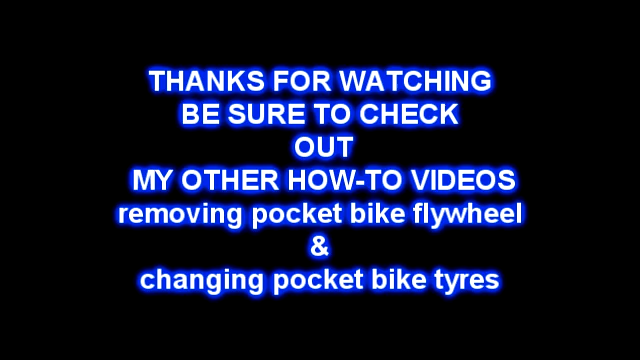 THANKS FOR WATCHING
BE SURE TO CHECK
OUT
MY OTHER HOW-TO VIDEOS
removing pocket bike flywheel
&
changing pocket bike tyres